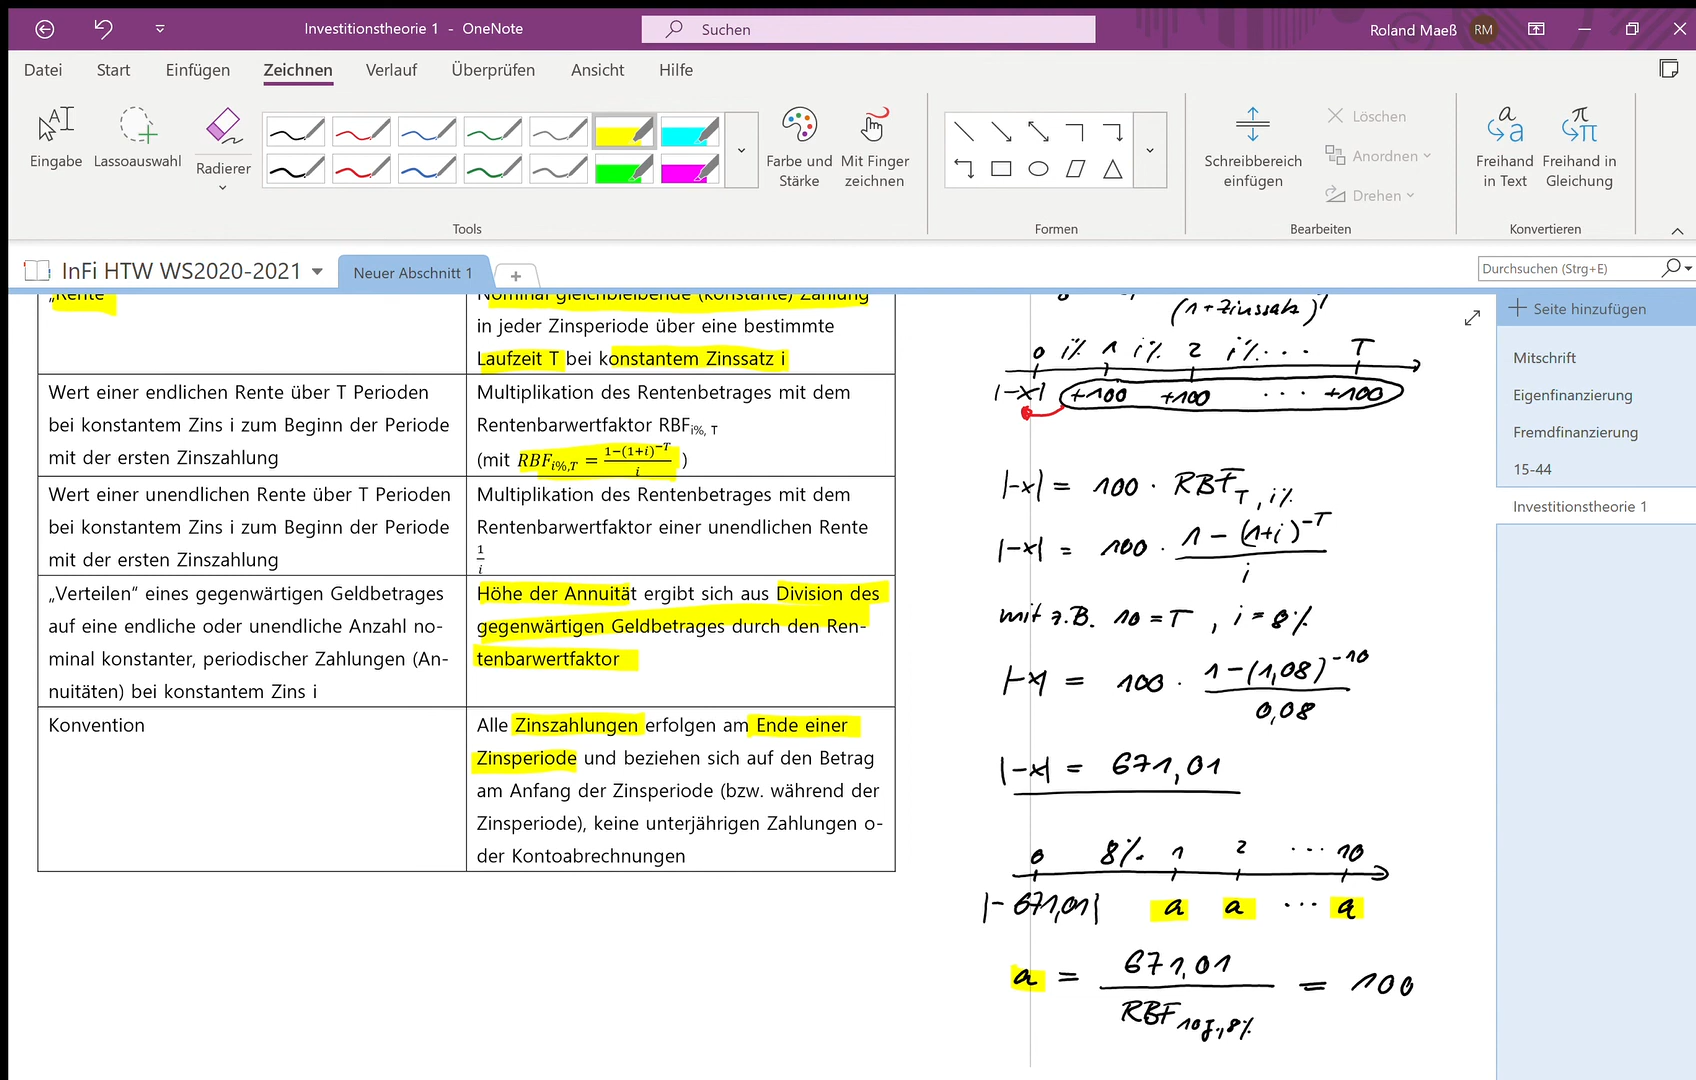 Investitionstheorie 1 - OneNote
Suchen
Roland Maeß RM
Datei Start Einfügen Zeichnen Verlauf Überprüfen Ansicht Hilfe
Eingabe
Lassoauswahl
Radierer
Farbe und Stärke
Mit Finger zeichnen
Tools
Formen
Schreibbereich einfügen
Löschen
Anordnen
Drehen
Bearbeiten
Freihand in Text
Freihand in Gleichung
Konvertieren
InFi HTW WS2020-2021
Neuer Abschnitt 1
Durchsuchen (Strg+E)
„Rente“
Nominal gleichbleibende (konstante) Zahlung
in jeder Zinsperiode über eine bestimmte
Laufzeit T bei konstantem Zinssatz i
Wert einer endlichen Rente über T Perioden
bei konstantem Zins i zum Beginn der Periode
mit der ersten Zinszahlung
Multiplikation des Rentenbetrages mit dem
Rentenbarwertfaktor RBFi%, T
(mit RBFi%,T = 1−(1+i)^−T / i )
Wert einer unendlichen Rente über T Perioden
bei konstantem Zins i zum Beginn der Periode
mit der ersten Zinszahlung
Multiplikation des Rentenbetrages mit dem
Rentenbarwertfaktor einer unendlichen Rente
1/i
„Verteilen“ eines gegenwärtigen Geldbetrages
auf eine endliche oder unendliche Anzahl no-
minal konstanter, periodischer Zahlungen (An-
nuitäten) bei konstantem Zins i
Höhe der Annuität ergibt sich aus Division des
gegenwärtigen Geldbetrages durch den Ren-
tenbarwertfaktor
Konvention
Alle Zinszahlungen erfolgen am Ende einer
Zinsperiode und beziehen sich auf den Betrag
am Anfang der Zinsperiode (bzw. während der
Zinsperiode), keine unterjährigen Zahlungen o-
der Kontoabrechnungen
(1+Zinssatz)
0 i% 1 i% 2 i% ... T
|-x| +100 +100 ... +100
|-x| = 100 · RBF T, i%
|-x| = 100 · 1 - (1+i)^-T / i
mit z.B. 10 = T , i = 8%
|-x| = 100 · 1 - (1,08)^-10 / 0,08
|-x| = 671,01
0 8% 1 2 ... 10
|-671,01| a a ... a
a = 671,01 / RBF 10J., 8% = 100
Seite hinzufügen
Mitschrift
Eigenfinanzierung
Fremdfinanzierung
15-44
Investitionstheorie 1